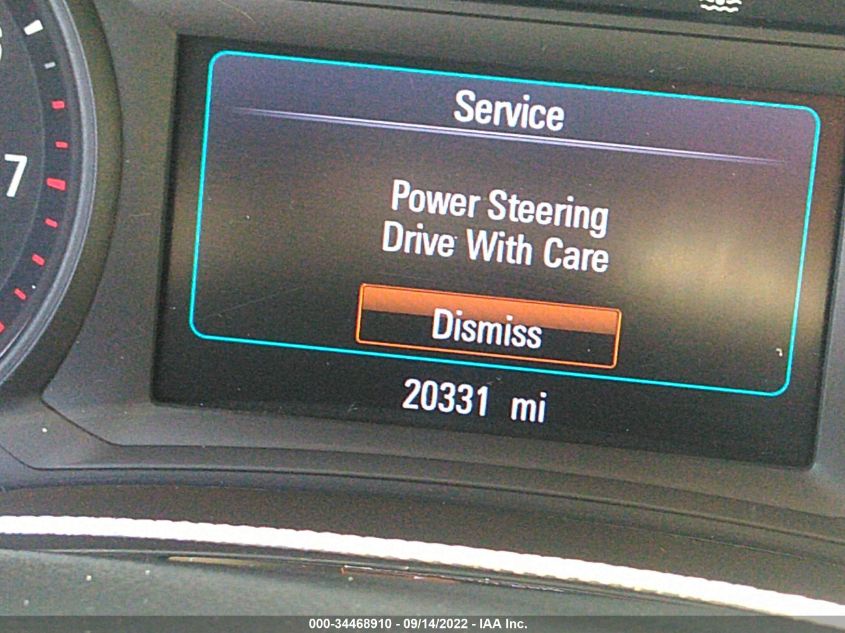 7
Service
Power Steering
Drive With Care
Dismiss
20331 mi
000-34468910 - 09/14/2022 - IAA Inc.